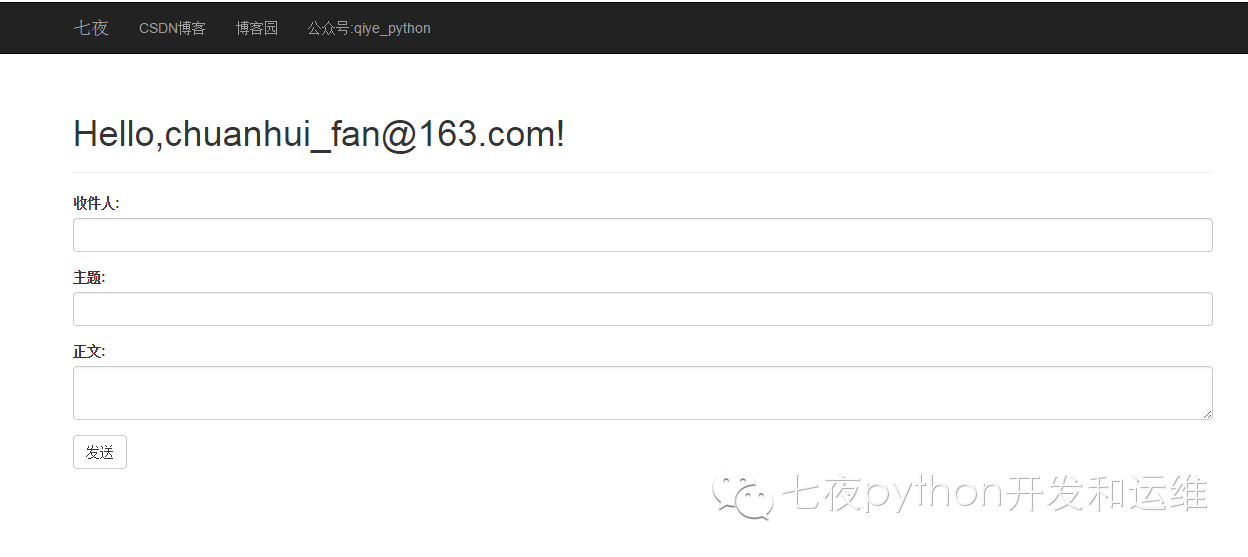 七夜 CSDN博客 博客园 公众号:qiye_python
Hello,chuanhui_fan@163.com!
收件人:
主题:
正文:
发送
七夜python开发和运维